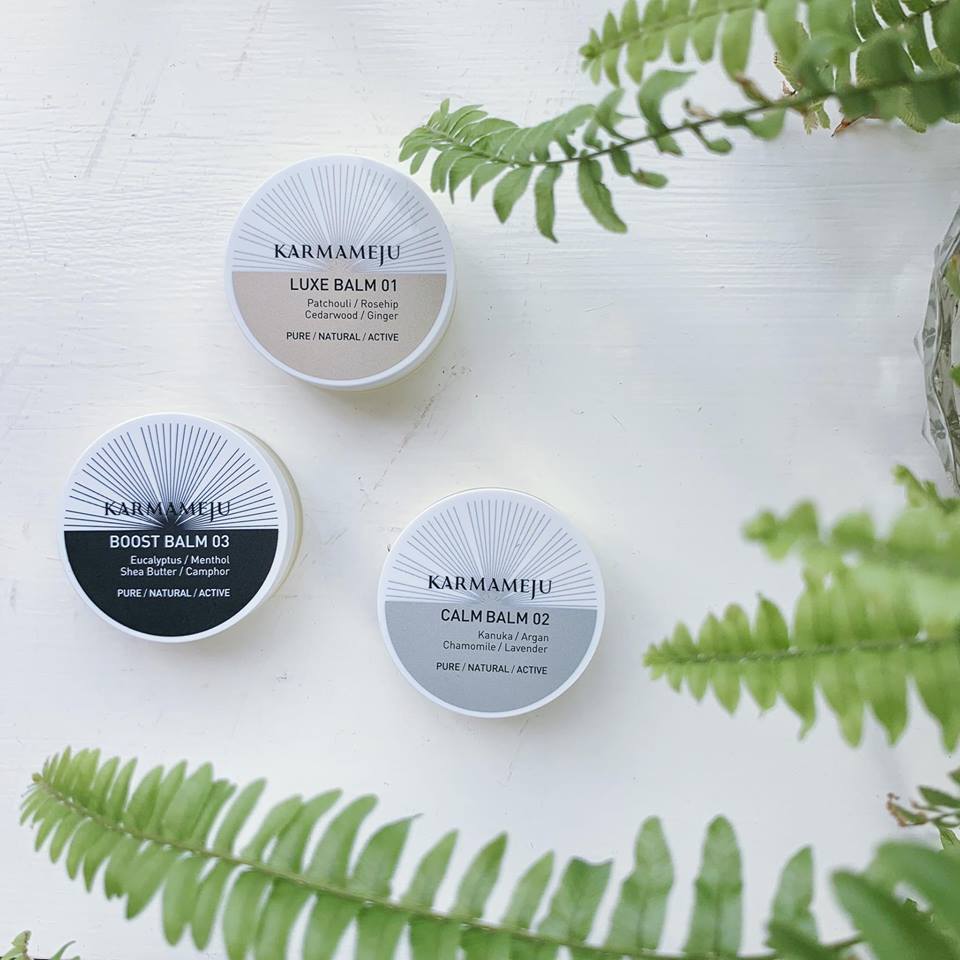 KARMAMEJU
LUXE BALM 01
Patchouli / Rosehip
Cedarwood / Ginger
PURE / NATURAL / ACTIVE
KARMAMEJU
BOOST BALM 03
Eucalyptus / Menthol
Shea Butter / Camphor
PURE / NATURAL / ACTIVE
KARMAMEJU
CALM BALM 02
Kanuka / Argan
Chamomile / Lavender
PURE / NATURAL / ACTIVE